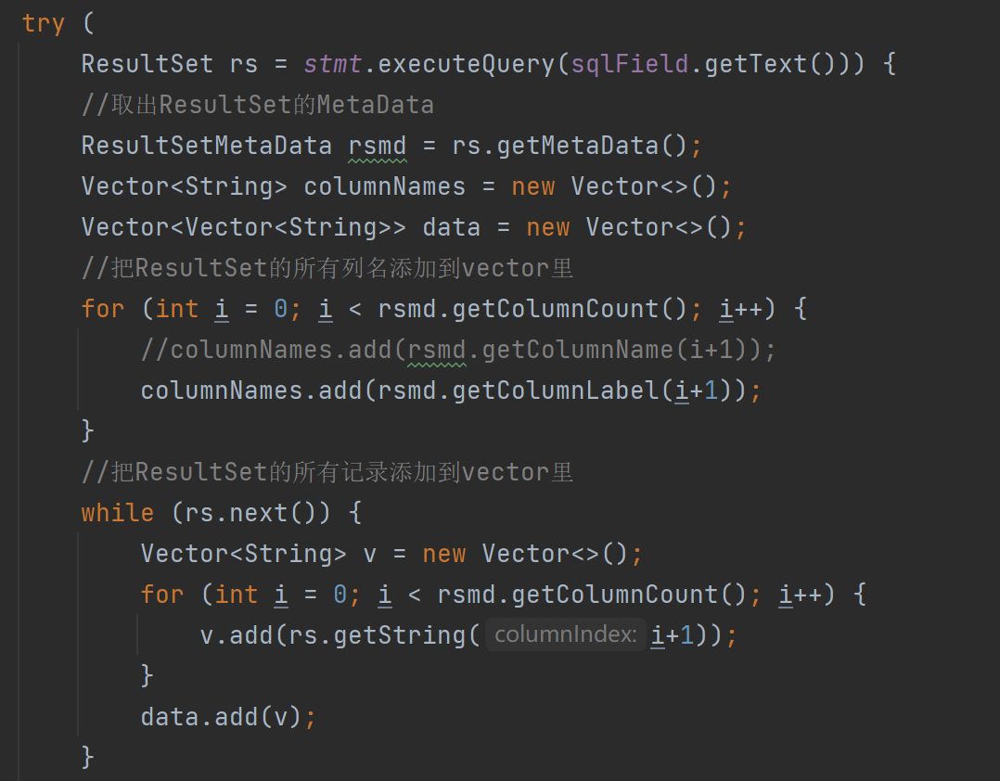 try (
ResultSet rs = stmt.executeQuery(sqlField.getText())) {
//取出ResultSet的MetaData
ResultSetMetaData rsmd = rs.getMetaData();
Vector<String> columnNames = new Vector<>();
Vector<Vector<String>> data = new Vector<>();
//把ResultSet的所有列名添加到vector里
for (int i = 0; i < rsmd.getColumnCount(); i++) {
//columnNames.add(rsmd.getColumnName(i+1));
columnNames.add(rsmd.getColumnLabel(i+1));
}
//把ResultSet的所有记录添加到vector里
while (rs.next()) {
Vector<String> v = new Vector<>();
for (int i = 0; i < rsmd.getColumnCount(); i++) {
v.add(rs.getString( columnIndex: i+1));
}
data.add(v);
}